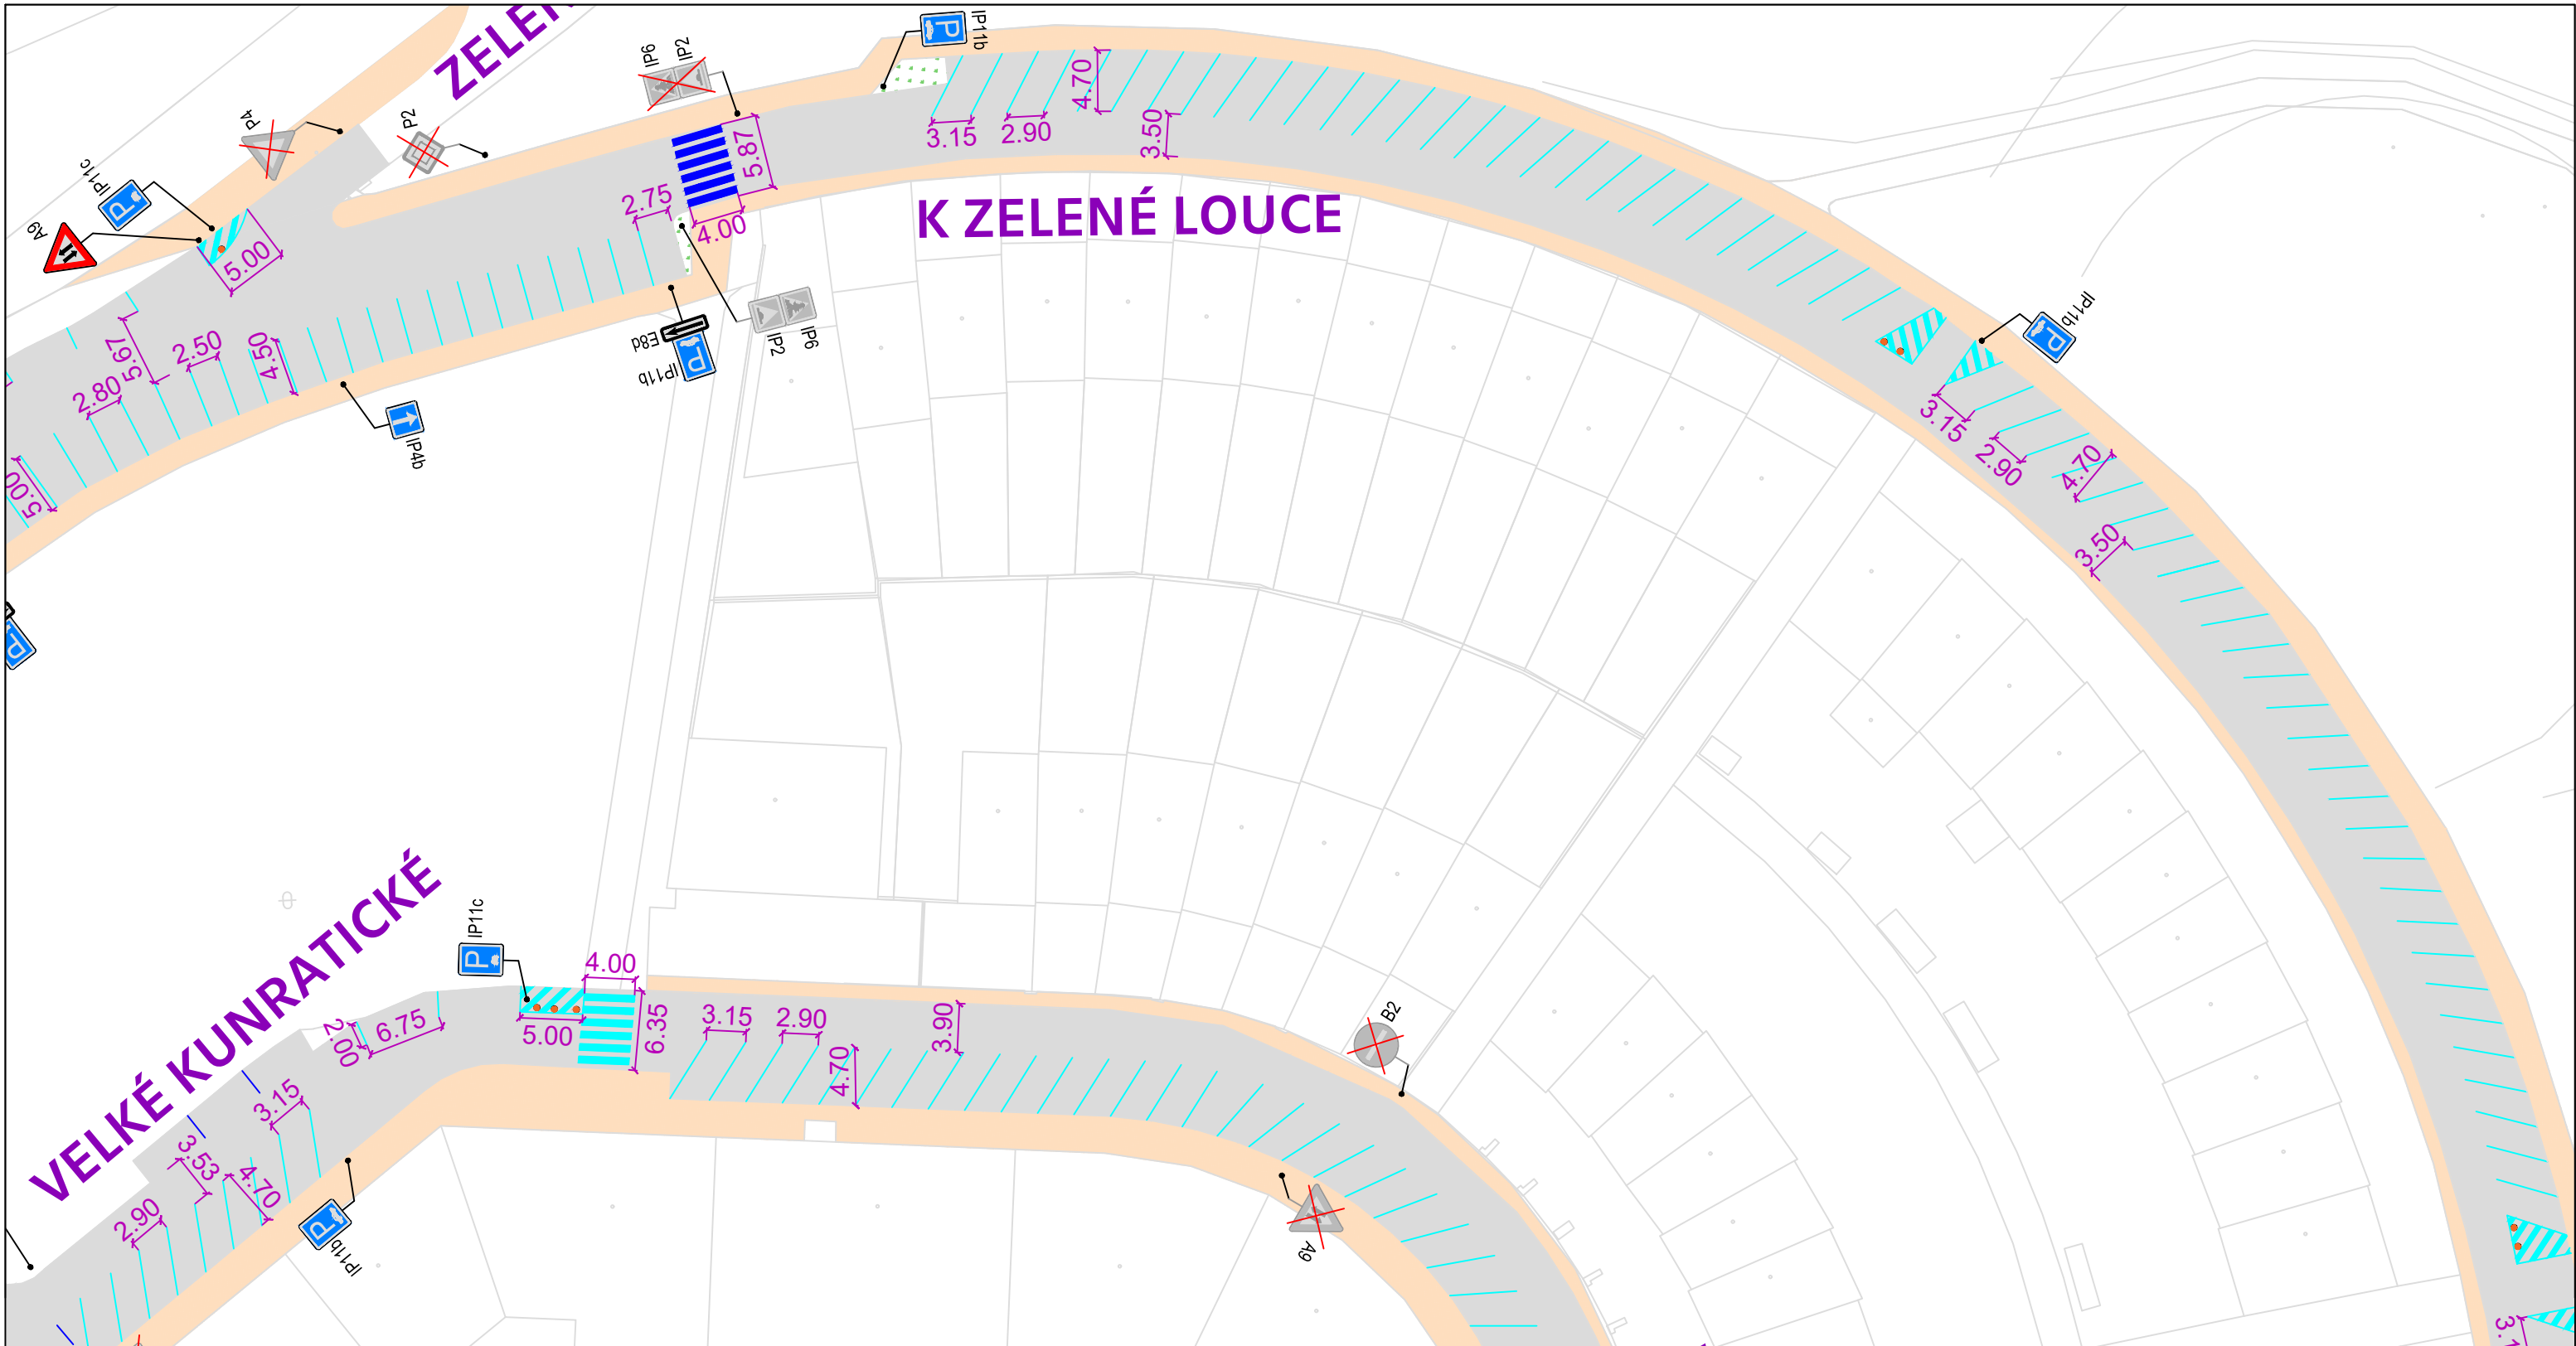 ZELEN
IP11b
IP6
IP2
P4
P2
IP11c
A9
5.00
2.75
5.87
4.00
4.70
3.15
2.90
3.50
K ZELENÉ LOUCE
IP2
IP6
E8d
IP11b
5.67
2.50
4.50
2.80
IP4b
5.00
IP11b
3.15
2.90
4.70
3.50
VELKÉ KUNRATICKÉ
IP11c
4.00
5.00
6.35
2.00
6.75
3.15
2.90
3.90
4.70
B2
3.15
3.53
4.70
2.90
IP11b
A9
3.1